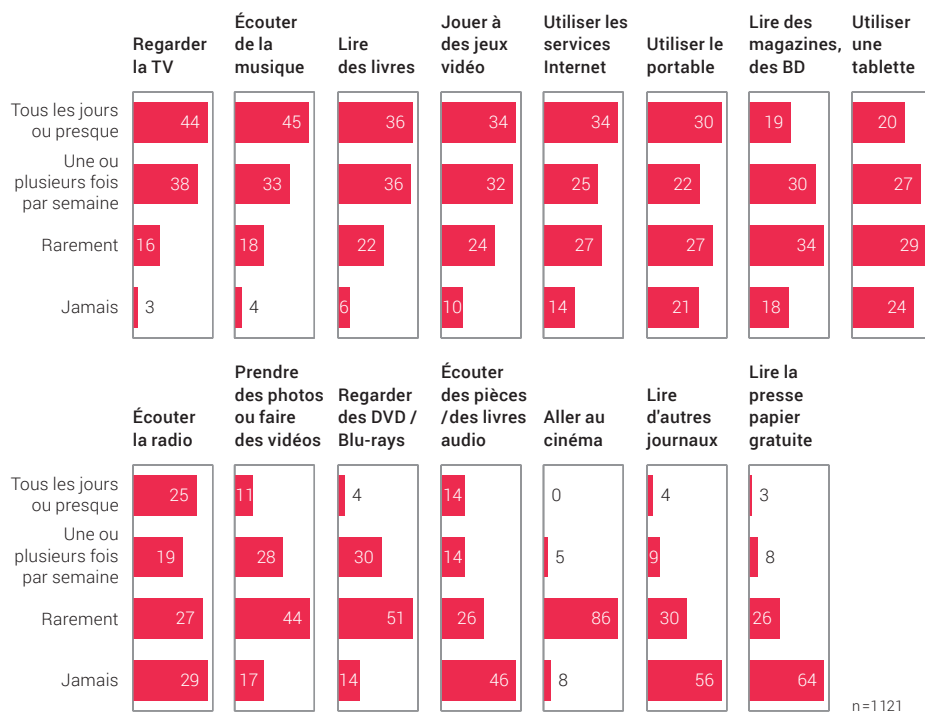 Regarder
la TV
Écouter
de la
musique
Lire
des livres
Jouer à
des jeux
vidéo
Utiliser les
services
Internet
Utiliser le
portable
Lire des
magazines,
des BD
Utiliser
une
tablette
Tous les jours
ou presque
44 45 36 34 34 30 19 20
Une ou
plusieurs fois
par semaine
38 33 36 32 25 22 30 27
Rarement
16 18 22 24 27 27 34 29
Jamais
3 4 6 10 14 21 18 24
Écouter
la radio
Prendre
des photos
ou faire
des vidéos
Regarder
des DVD /
Blu-rays
Écouter
des pièces
/des livres
audio
Aller au
cinéma
Lire
d'autres
journaux
Lire la
presse
papier
gratuite
Tous les jours
ou presque
25 11 4 14 0 4 3
Une ou
plusieurs fois
par semaine
19 28 30 14 5 9 8
Rarement
27 44 51 26 86 30 26
Jamais
29 17 14 46 8 56 64
n=1121